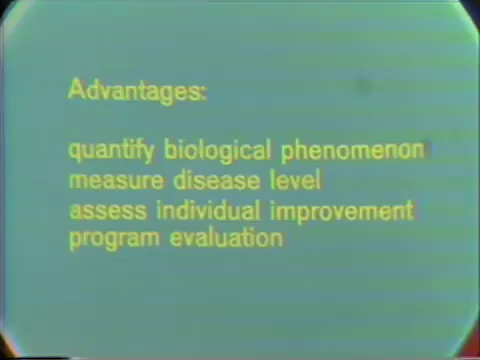 Advantages:
quantify biological phenomenon
measure disease level
assess individual improvement
program evaluation